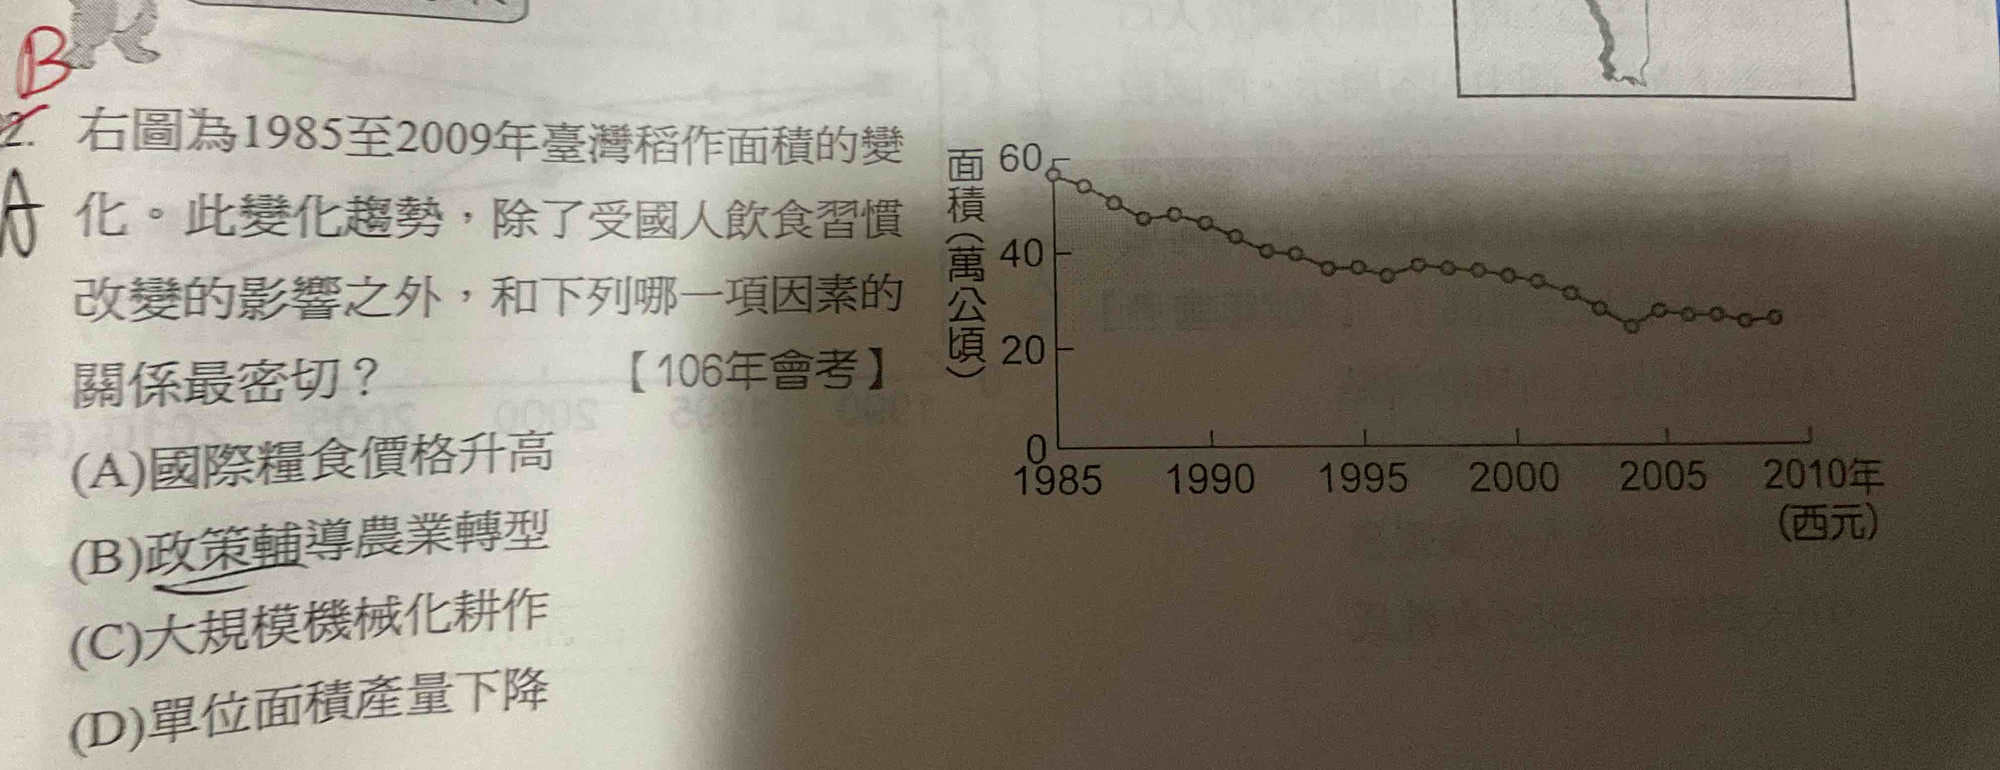 B
2. 右圖為1985至2009年臺灣稻作面積的變
A 化。此變化趨勢，除了受國人飲食習慣
改變的影響之外，和下列哪一項因素的
關係最密切？ 【106年會考】
(A)國際糧食價格升高
(B)政策輔導農業轉型
(C)大規模機械化耕作
(D)單位面積產量下降
面積（萬公頃）
60
40
20
0
1985 1990 1995 2000 2005 2010年
(西元)